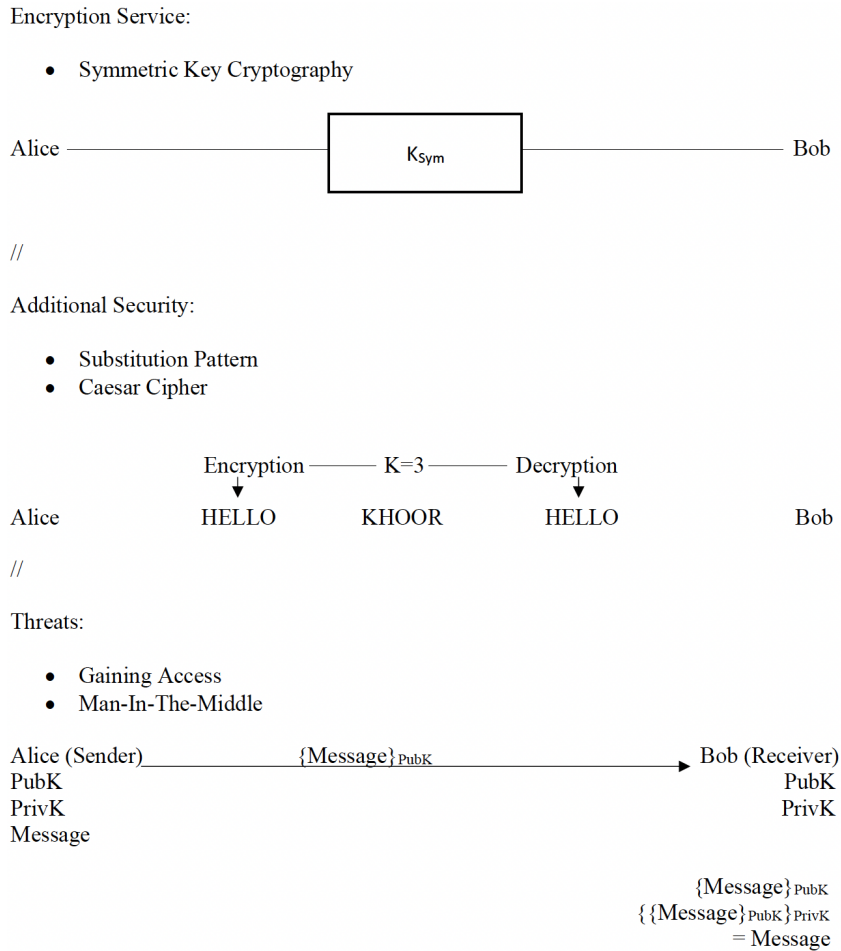 Encryption Service:
• Symmetric Key Cryptography
Alice K_Sym Bob
//
Additional Security:
• Substitution Pattern
• Caesar Cipher
Encryption K=3 Decryption
Alice HELLO KHOOR HELLO Bob
//
Threats:
• Gaining Access
• Man-In-The-Middle
Alice (Sender) {Message}PubK Bob (Receiver)
PubK PubK
PrivK PrivK
Message
{Message}PubK
{{Message}PubK}PrivK
= Message